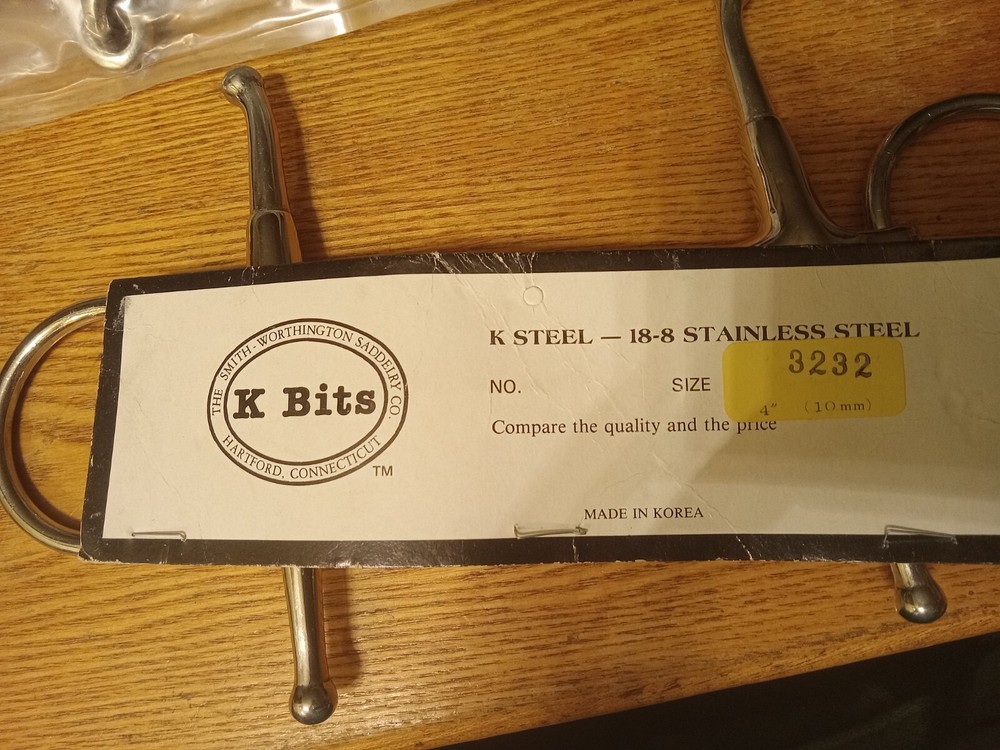 THE SMITH-WORTHINGTON SADDELRY CO.
K Bits
HARTFORD, CONNECTICUT
TM
K STEEL — 18-8 STAINLESS STEEL
3232
NO. SIZE
4" (10mm)
Compare the quality and the price
MADE IN KOREA